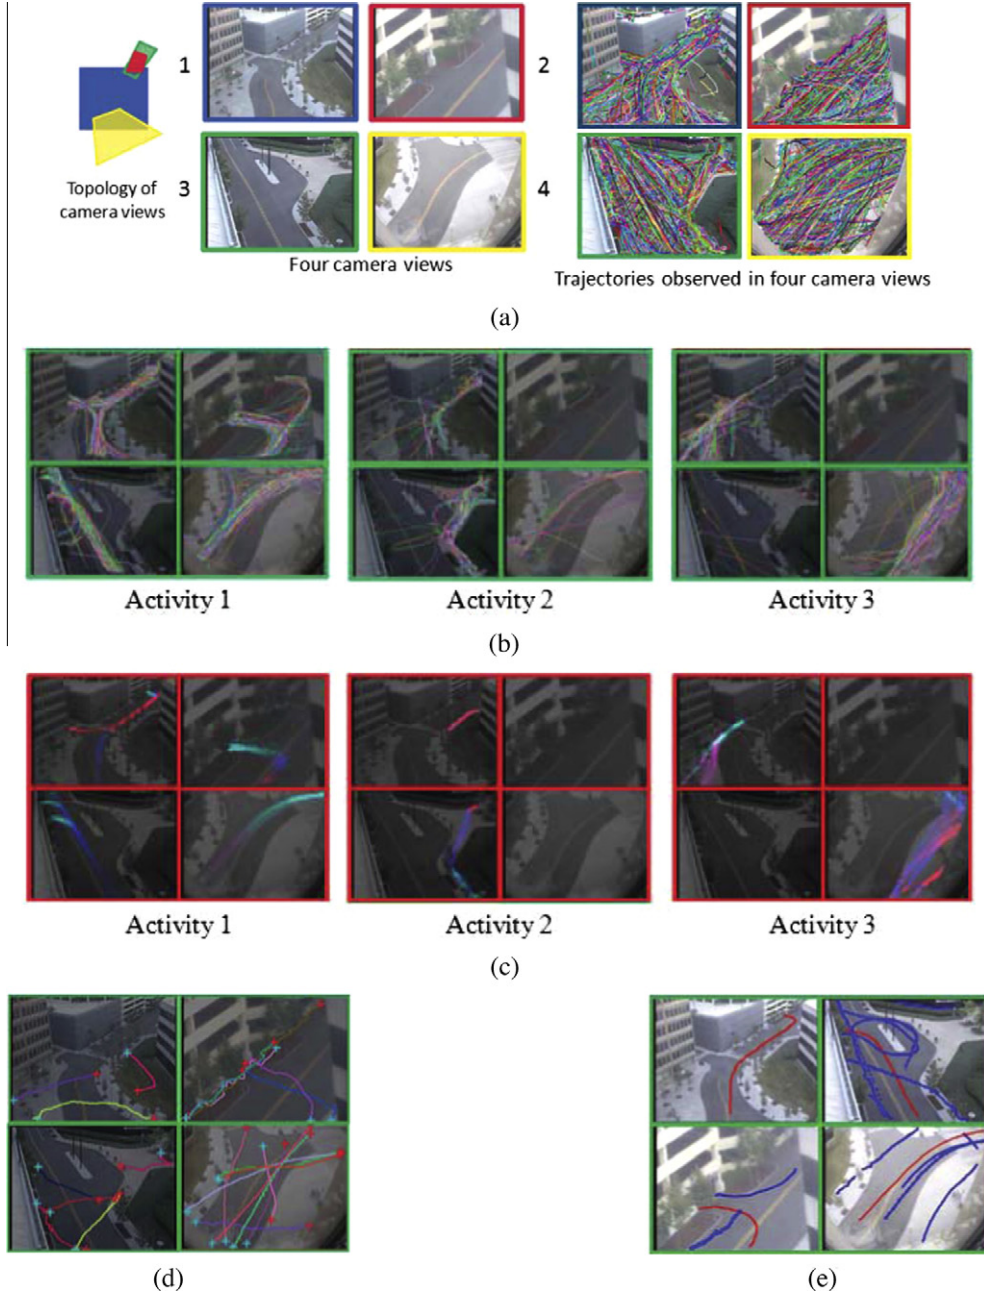 1
2
3
4
Topology of
camera views
Four camera views
Trajectories observed in four camera views
(a)
Activity 1
Activity 2
Activity 3
(b)
Activity 1
Activity 2
Activity 3
(c)
(d)
(e)